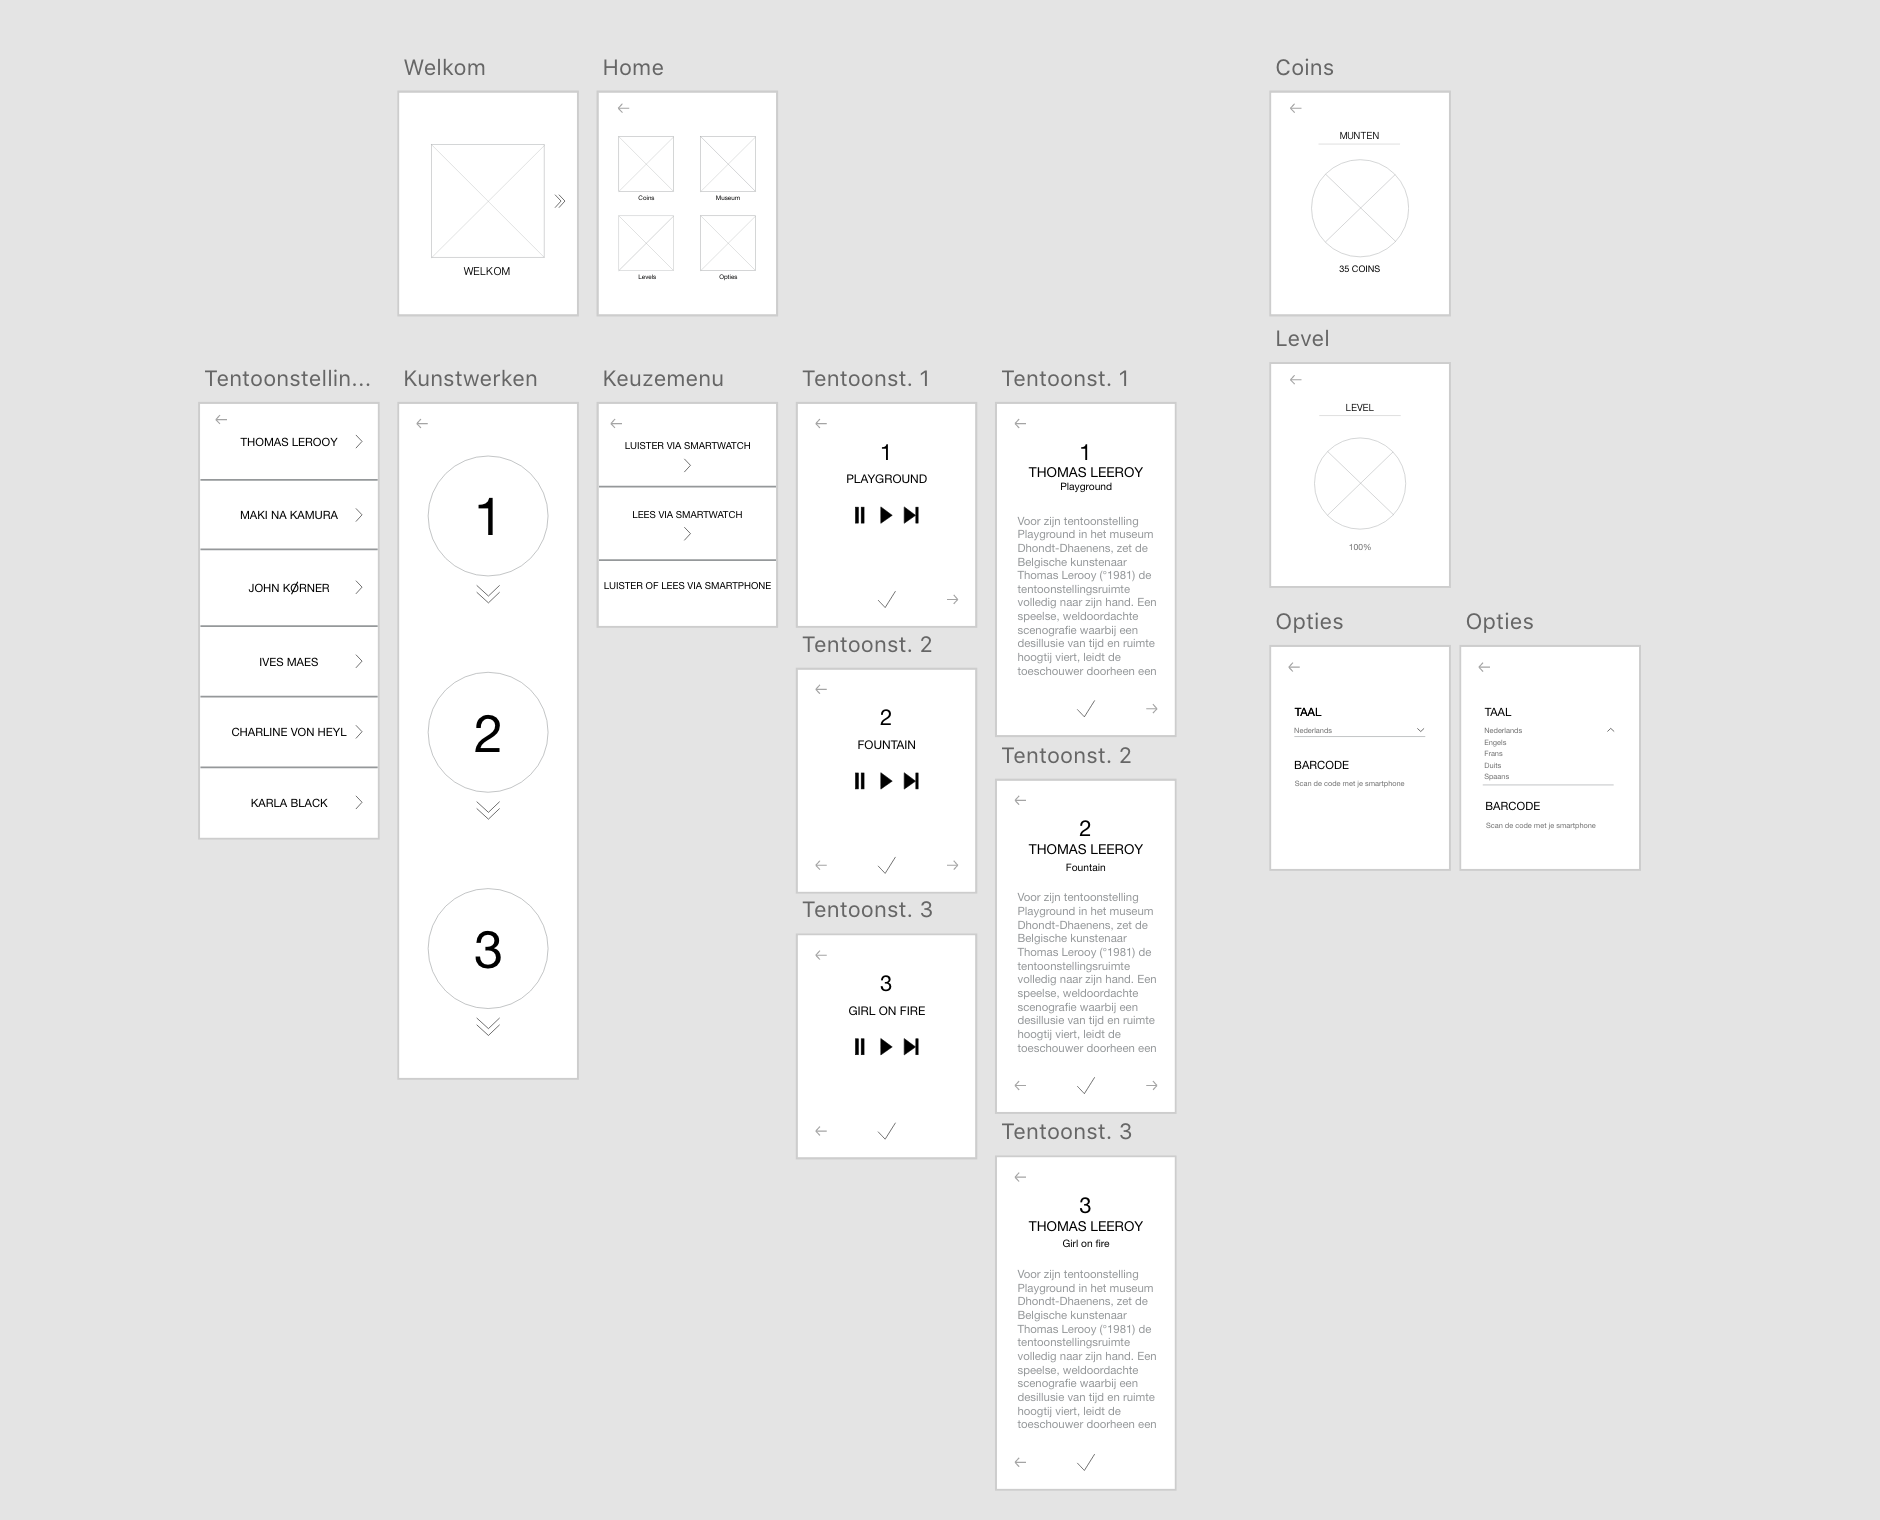 Welkom
WELKOM
Home
Coins
Museum
Levels
Opties
Coins
MUNTEN
35 COINS
Level
LEVEL
100%
Opties
TAAL
Nederlands
BARCODE
Scan de code met je smartphone
Opties
TAAL
Nederlands
Engels
Frans
Duits
Spaans
BARCODE
Scan de code met je smartphone
Tentoonstellin...
THOMAS LEROOY
MAKI NA KAMURA
JOHN KØRNER
IVES MAES
CHARLINE VON HEYL
KARLA BLACK
Kunstwerken
1
2
3
Keuzemenu
LUISTER VIA SMARTWATCH
LEES VIA SMARTWATCH
LUISTER OF LEES VIA SMARTPHONE
Tentoonst. 1
1
PLAYGROUND
Tentoonst. 2
2
FOUNTAIN
Tentoonst. 3
3
GIRL ON FIRE
Tentoonst. 1
1
THOMAS LEEROY
Playground
Voor zijn tentoonstelling
Playground in het museum
Dhondt-Dhaenens, zet de
Belgische kunstenaar
Thomas Lerooy (°1981) de
tentoonstellingsruimte
volledig naar zijn hand. Een
speelse, weldoordachte
scenografie waarbij een
desillusie van tijd en ruimte
hoogtij viert, leidt de
toeschouwer doorheen een
Tentoonst. 2
2
THOMAS LEEROY
Fountain
Voor zijn tentoonstelling
Playground in het museum
Dhondt-Dhaenens, zet de
Belgische kunstenaar
Thomas Lerooy (°1981) de
tentoonstellingsruimte
volledig naar zijn hand. Een
speelse, weldoordachte
scenografie waarbij een
desillusie van tijd en ruimte
hoogtij viert, leidt de
toeschouwer doorheen een
Tentoonst. 3
3
THOMAS LEEROY
Girl on fire
Voor zijn tentoonstelling
Playground in het museum
Dhondt-Dhaenens, zet de
Belgische kunstenaar
Thomas Lerooy (°1981) de
tentoonstellingsruimte
volledig naar zijn hand. Een
speelse, weldoordachte
scenografie waarbij een
desillusie van tijd en ruimte
hoogtij viert, leidt de
toeschouwer doorheen een